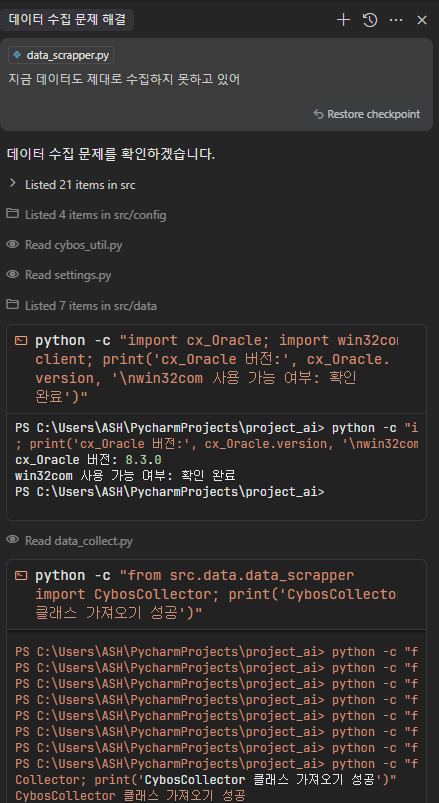 데이터 수집 문제 해결
data_scrapper.py
지금 데이터도 제대로 수집하지 못하고 있어
Restore checkpoint
데이터 수집 문제를 확인하겠습니다.
Listed 21 items in src
Listed 4 items in src/config
Read cybos_util.py
Read settings.py
Listed 7 items in src/data
python -c "import cx_Oracle; import win32com
client; print('cx_Oracle 버전:', cx_Oracle.
version, '\nwin32com 사용 가능 여부: 확인
완료')"
PS C:\Users\ASH\PycharmProjects\project_ai> python -c "i
; print('cx_Oracle 버전:', cx_Oracle.version, '\nwin32com
cx_Oracle 버전: 8.3.0
win32com 사용 가능 여부: 확인 완료
PS C:\Users\ASH\PycharmProjects\project_ai>
Read data_collect.py
python -c "from src.data.data_scrapper
import CybosCollector; print('CybosCollector
클래스 가져오기 성공')"
PS C:\Users\ASH\PycharmProjects\project_ai> python -c "f
PS C:\Users\ASH\PycharmProjects\project_ai> python -c "f
PS C:\Users\ASH\PycharmProjects\project_ai> python -c "f
PS C:\Users\ASH\PycharmProjects\project_ai> python -c "f
PS C:\Users\ASH\PycharmProjects\project_ai> python -c "f
PS C:\Users\ASH\PycharmProjects\project_ai> python -c "f
PS C:\Users\ASH\PycharmProjects\project_ai> python -c "f
PS C:\Users\ASH\PycharmProjects\project_ai> python -c "f
Collector; print('CybosCollector 클래스 가져오기 성공')"
CybosCollector 클래스 가져오기 성공